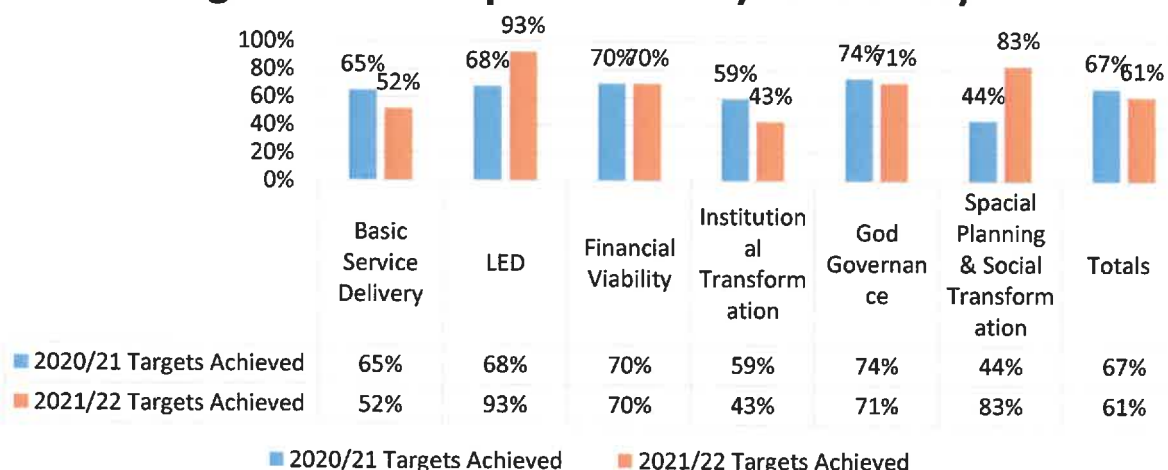 93%
100%
80%
60%
40%
20%
0%
65%
52%
68%
70%
70%
59%
43%
74%
71%
44%
83%
67%
61%
Basic
Service
Delivery
LED
Financial
Viability
Institution
al
Transform
ation
God
Governan
ce
Spacial
Planning
& Social
Transform
ation
Totals
2020/21 Targets Achieved 65% 68% 70% 59% 74% 44% 67%
2021/22 Targets Achieved 52% 93% 70% 43% 71% 83% 61%
2020/21 Targets Achieved 2021/22 Targets Achieved